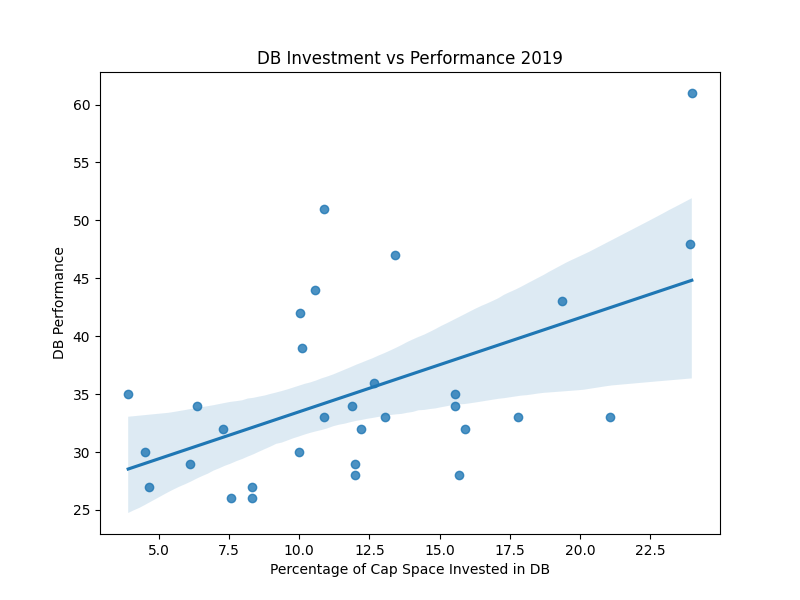 DB Investment vs Performance 2019
60
55
50
45
40
35
30
25
DB Performance
5.0 7.5 10.0 12.5 15.0 17.5 20.0 22.5
Percentage of Cap Space Invested in DB